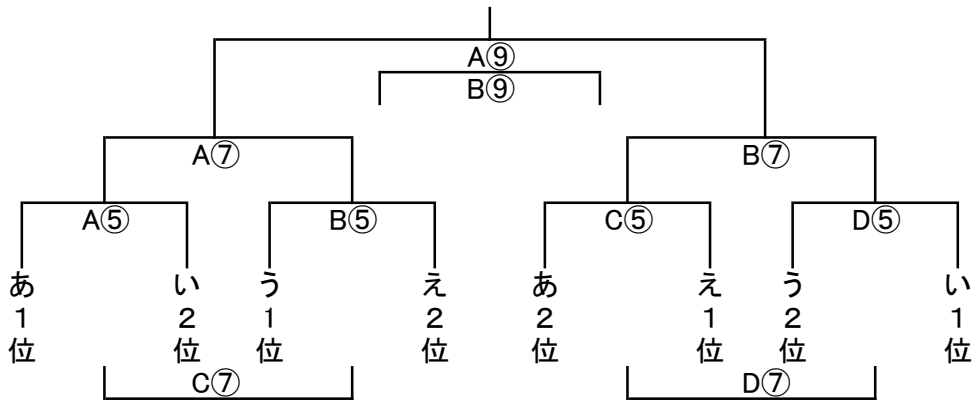 A⑨
B⑨
A⑦ B⑦
A⑤ B⑤ C⑤ D⑤
あ1位 い2位 う1位 え2位 あ2位 え1位 う2位 い1位
C⑦ D⑦